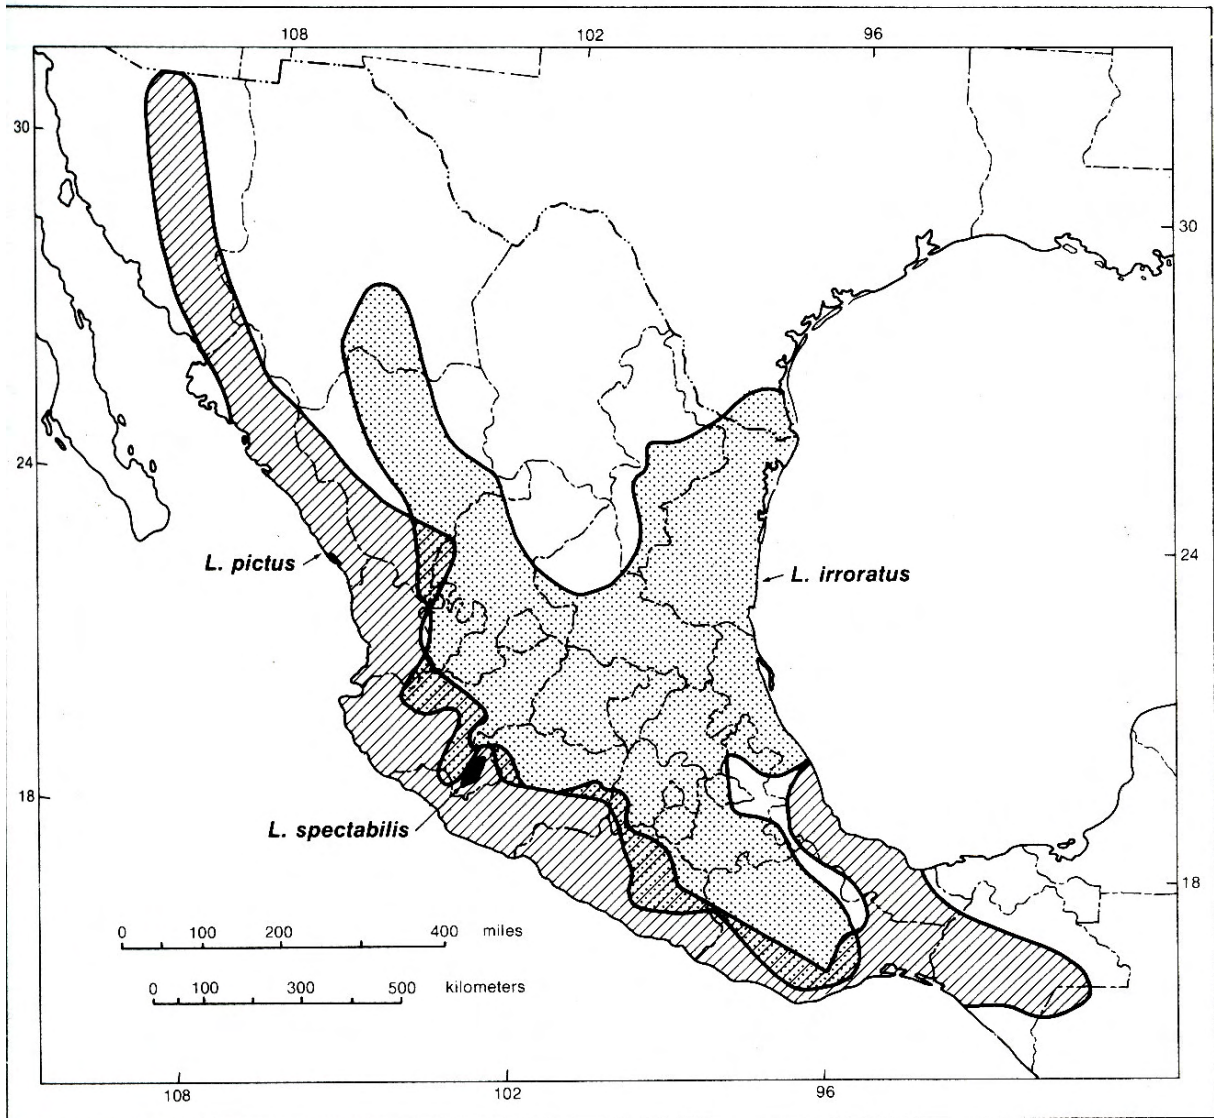 108 102 96
30
30
24
L. pictus
24
L. irroratus
18
L. spectabilis
18
0 100 200 400 miles
0 100 300 500 kilometers
108 102 96